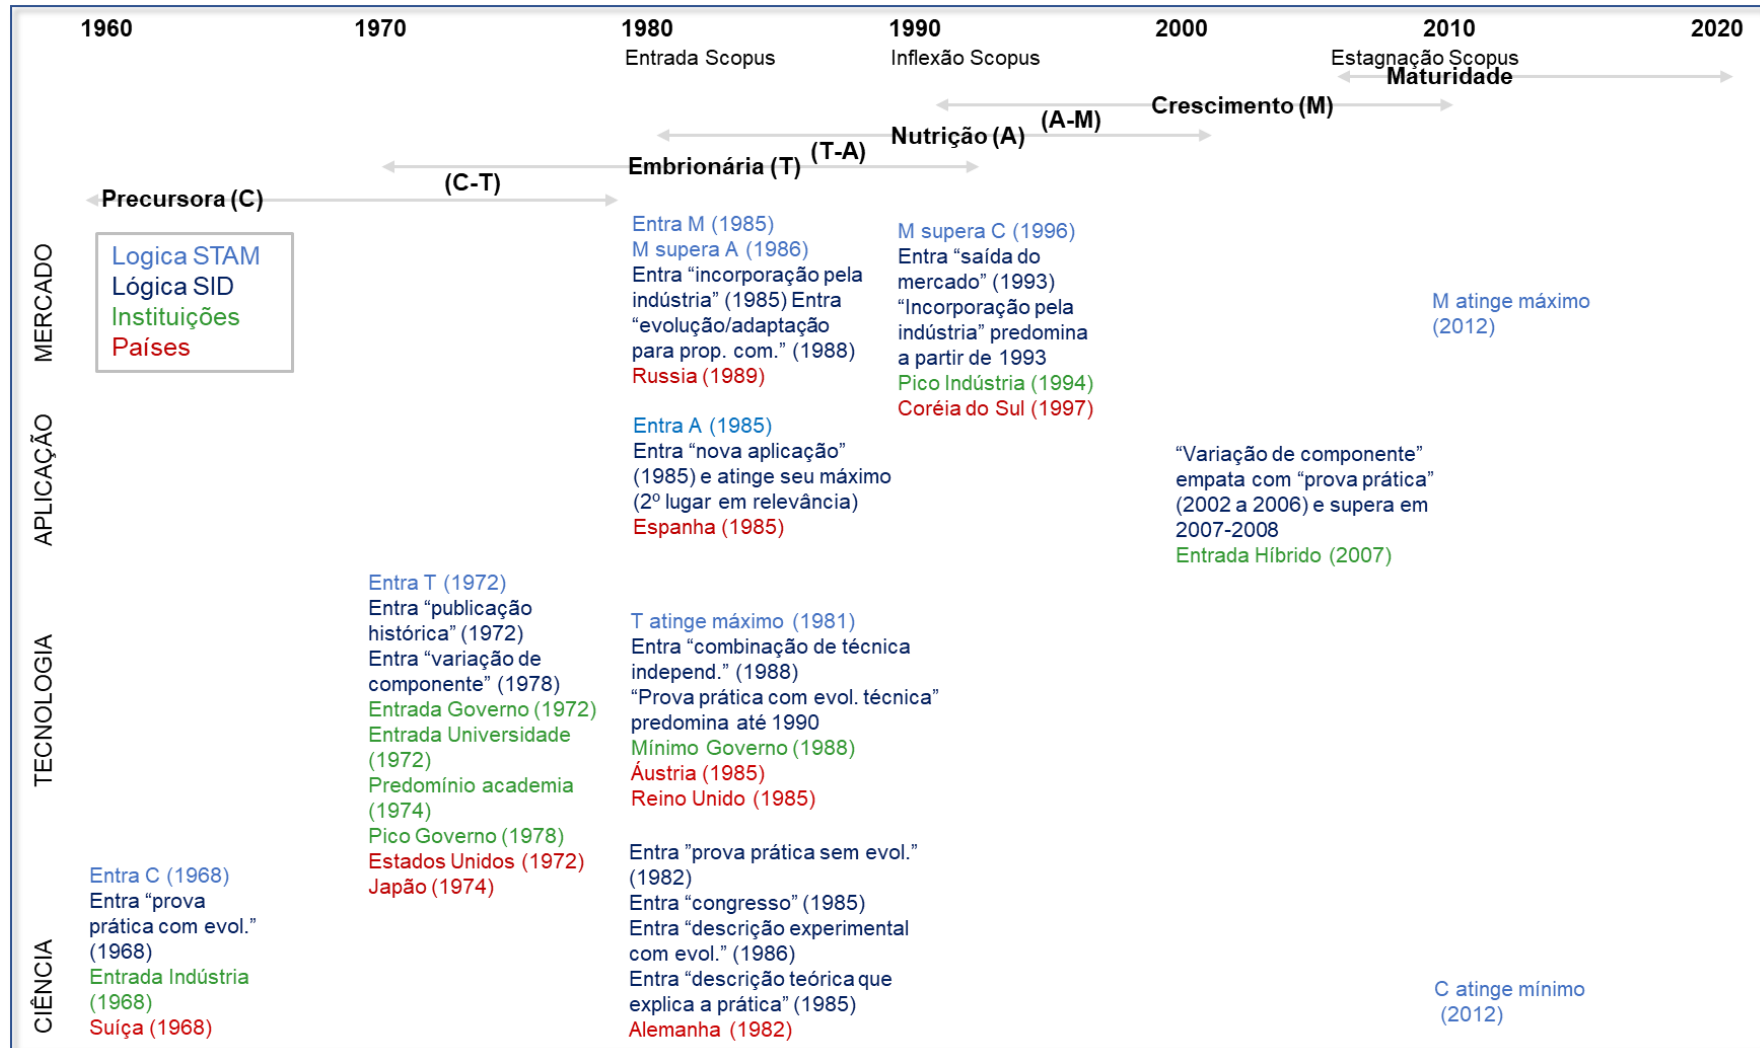 1960 1970 1980 1990 2000 2010 2020
Entrada Scopus Inflexão Scopus Estagnação Scopus
Maturidade
Crescimento (M)
(A-M)
Nutrição (A)
(T-A)
Embrionária (T)
(C-T)
Precursora (C)
Logica STAM
Lógica SID
Instituições
Países
MERCADO
Entra M (1985)
M supera A (1986)
Entra “incorporação pela
indústria” (1985) Entra
“evolução/adaptação
para prop. com.” (1988)
Russia (1989)
M supera C (1996)
Entra “saída do
mercado” (1993)
“Incorporação pela
indústria” predomina
a partir de 1993
Pico Indústria (1994)
Coréia do Sul (1997)
M atinge máximo
(2012)
APLICAÇÃO
Entra A (1985)
Entra “nova aplicação”
(1985) e atinge seu máximo
(2º lugar em relevância)
Espanha (1985)
“Variação de componente”
empata com “prova prática”
(2002 a 2006) e supera em
2007-2008
Entrada Híbrido (2007)
TECNOLOGIA
Entra T (1972)
Entra “publicação
histórica” (1972)
Entra “variação de
componente” (1978)
Entrada Governo (1972)
Entrada Universidade
(1972)
Predomínio academia
(1974)
Pico Governo (1978)
Estados Unidos (1972)
Japão (1974)
T atinge máximo (1981)
Entra “combinação de técnica
independ.” (1988)
“Prova prática com evol. técnica”
predomina até 1990
Mínimo Governo (1988)
Áustria (1985)
Reino Unido (1985)
CIÊNCIA
Entra C (1968)
Entra “prova
prática com evol.”
(1968)
Entrada Indústria
(1968)
Suíça (1968)
Entra ”prova prática sem evol.”
(1982)
Entra “congresso” (1985)
Entra “descrição experimental
com evol.” (1986)
Entra “descrição teórica que
explica a prática” (1985)
Alemanha (1982)
C atinge mínimo
(2012)